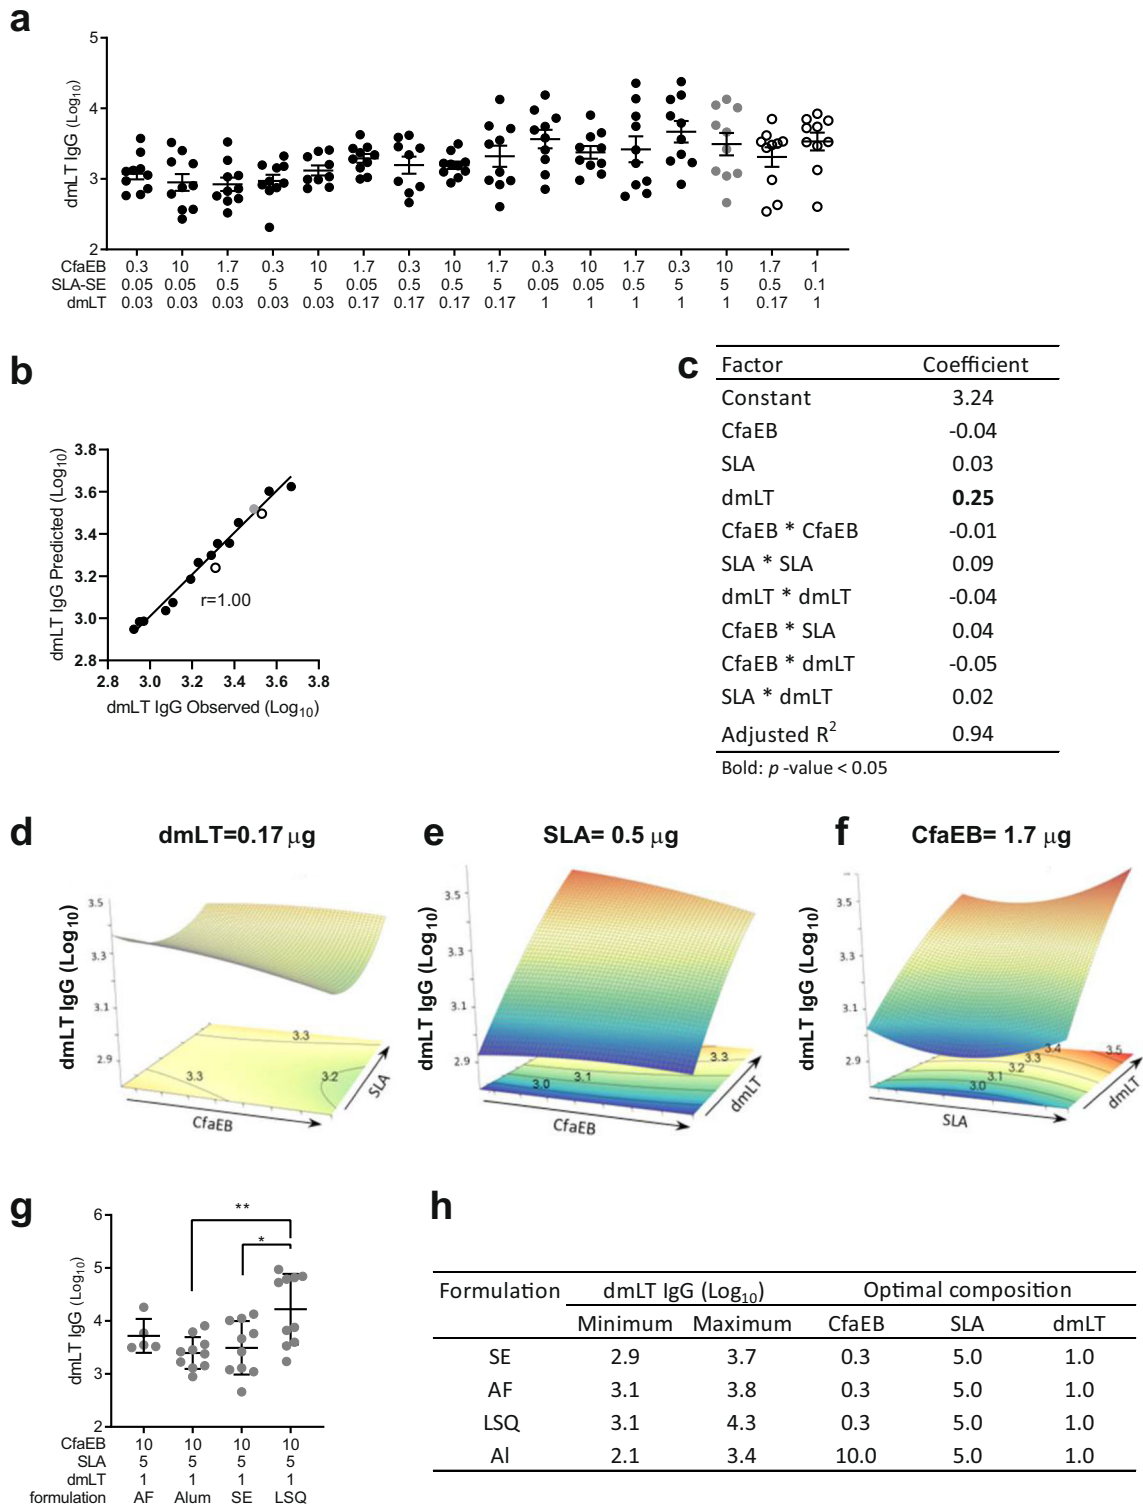 a
dmLT IgG (Log10)
5
4
3
2
CfaEB 0.3 10 1.7 0.3 10 1.7 0.3 10 1.7 0.3 10 1.7 0.3 10 1.7 1
SLA-SE 0.05 0.05 0.5 5 5 0.05 0.5 0.5 5 0.05 0.05 0.5 5 5 0.5 0.1
dmLT 0.03 0.03 0.03 0.03 0.03 0.17 0.17 0.17 0.17 1 1 1 1 1 0.17 1
b
dmLT IgG Predicted (Log10)
3.8
3.6
3.4
3.2
3.0
2.8
r=1.00
2.8 3.0 3.2 3.4 3.6 3.8
dmLT IgG Observed (Log10)
c
Factor Coefficient
Constant 3.24
CfaEB -0.04
SLA 0.03
dmLT 0.25
CfaEB * CfaEB -0.01
SLA * SLA 0.09
dmLT * dmLT -0.04
CfaEB * SLA 0.04
CfaEB * dmLT -0.05
SLA * dmLT 0.02
Adjusted R2 0.94
Bold: p -value < 0.05
d
dmLT=0.17 μg
dmLT IgG (Log10)
3.5
3.3
3.1
2.9
3.3
3.3
3.2
CfaEB
SLA
e
SLA= 0.5 μg
dmLT IgG (Log10)
3.5
3.3
3.1
2.9
3.3
3.1
3.0
CfaEB
dmLT
f
CfaEB= 1.7 μg
dmLT IgG (Log10)
3.5
3.3
3.1
2.9
3.5
3.4
3.3
3.2
3.1
3.0
SLA
dmLT
g
dmLT IgG (Log10)
6
5
4
3
2
**
*
CfaEB 10 10 10 10
SLA 5 5 5 5
dmLT 1 1 1 1
formulation AF Alum SE LSQ
h
Formulation dmLT IgG (Log10) Optimal composition
Minimum Maximum CfaEB SLA dmLT
SE 2.9 3.7 0.3 5.0 1.0
AF 3.1 3.8 0.3 5.0 1.0
LSQ 3.1 4.3 0.3 5.0 1.0
Al 2.1 3.4 10.0 5.0 1.0